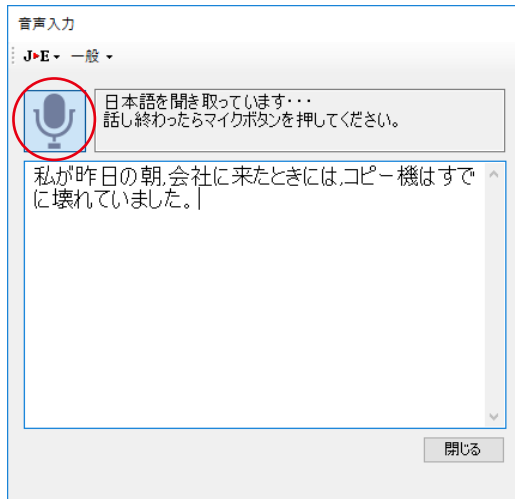 音声入力
J▶E▾ 一般 ▾
日本語を聞き取っています・・・
話し終わったらマイクボタンを押してください。
私が昨日の朝,会社に来たときには,コピー機はすで
に壊れていました。
閉じる